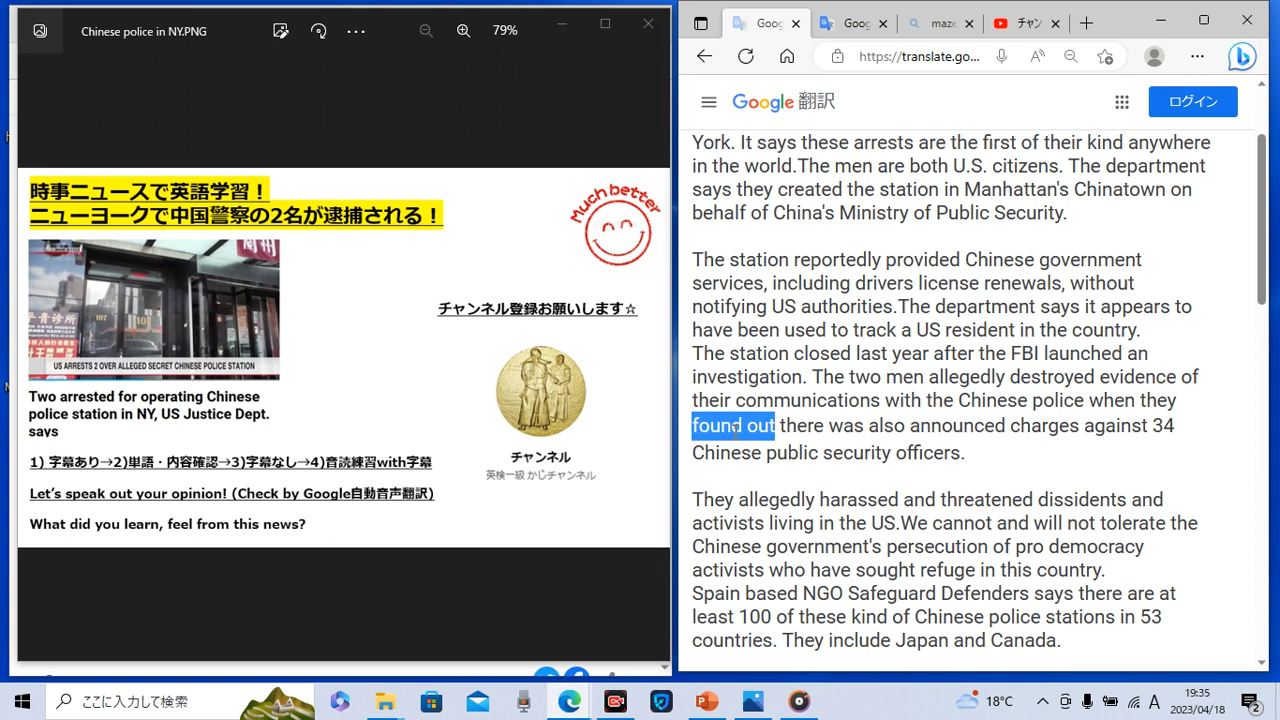 Chinese police in NY.PNG
79%
時事ニュースで英語学習！
ニューヨークで中国警察の2名が逮捕される！
Much better
107
US ARRESTS 2 OVER ALLEGED SECRET CHINESE POLICE STATION
チャンネル登録お願いします☆
Two arrested for operating Chinese
police station in NY, US Justice Dept.
says
チャンネル
英検一級 かじチャンネル
1) 字幕あり→2)単語・内容確認→3)字幕なし→4)音読練習with字幕
Let's speak out your opinion! (Check by Google自動音声翻訳)
What did you learn, feel from this news?
Goog
Goog
maze
チャン
https://translate.go...
Google 翻訳
ログイン
York. It says these arrests are the first of their kind anywhere
in the world.The men are both U.S. citizens. The department
says they created the station in Manhattan's Chinatown on
behalf of China's Ministry of Public Security.
The station reportedly provided Chinese government
services, including drivers license renewals, without
notifying US authorities.The department says it appears to
have been used to track a US resident in the country.
The station closed last year after the FBI launched an
investigation. The two men allegedly destroyed evidence of
their communications with the Chinese police when they
found out there was also announced charges against 34
Chinese public security officers.
They allegedly harassed and threatened dissidents and
activists living in the US.We cannot and will not tolerate the
Chinese government's persecution of pro democracy
activists who have sought refuge in this country.
Spain based NGO Safeguard Defenders says there are at
least 100 of these kind of Chinese police stations in 53
countries. They include Japan and Canada.
ここに入力して検索
18°C
A
19:35
2023/04/18
2